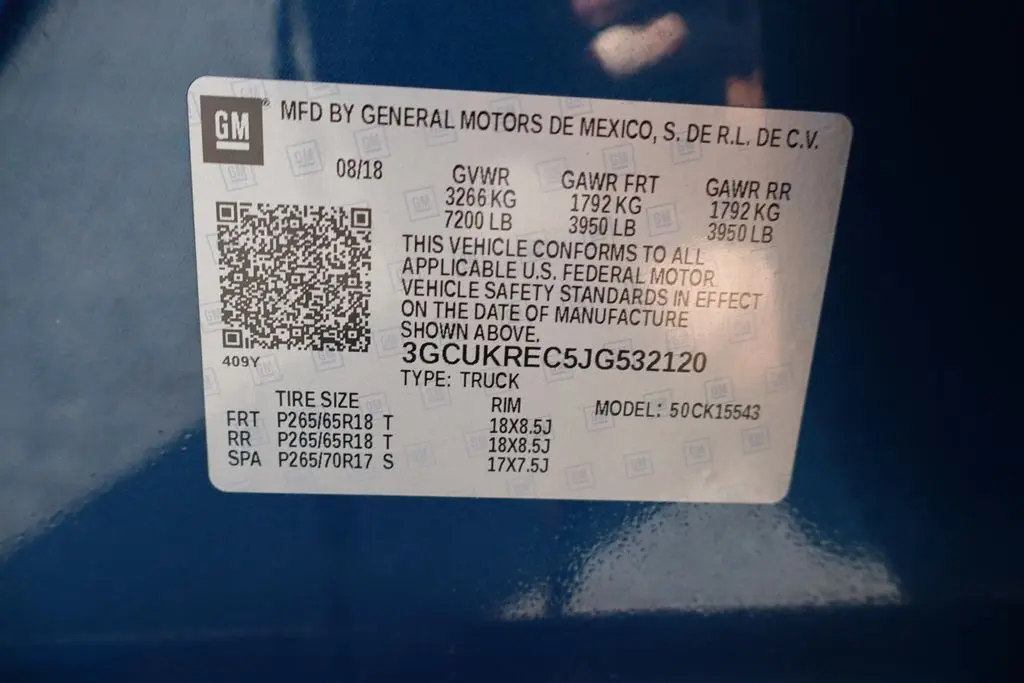 GM® MFD BY GENERAL MOTORS DE MEXICO, S. DE R.L. DE C.V.
08/18 GVWR GAWR FRT GAWR RR
3266 KG 1792 KG 1792 KG
7200 LB 3950 LB 3950 LB
THIS VEHICLE CONFORMS TO ALL
APPLICABLE U.S. FEDERAL MOTOR
VEHICLE SAFETY STANDARDS IN EFFECT
ON THE DATE OF MANUFACTURE
SHOWN ABOVE.
3GCUKREC5JG532120
409Y
TYPE: TRUCK
TIRE SIZE RIM MODEL: 50CK15543
FRT P265/65R18 T 18X8.5J
RR P265/65R18 T 18X8.5J
SPA P265/70R17 S 17X7.5J